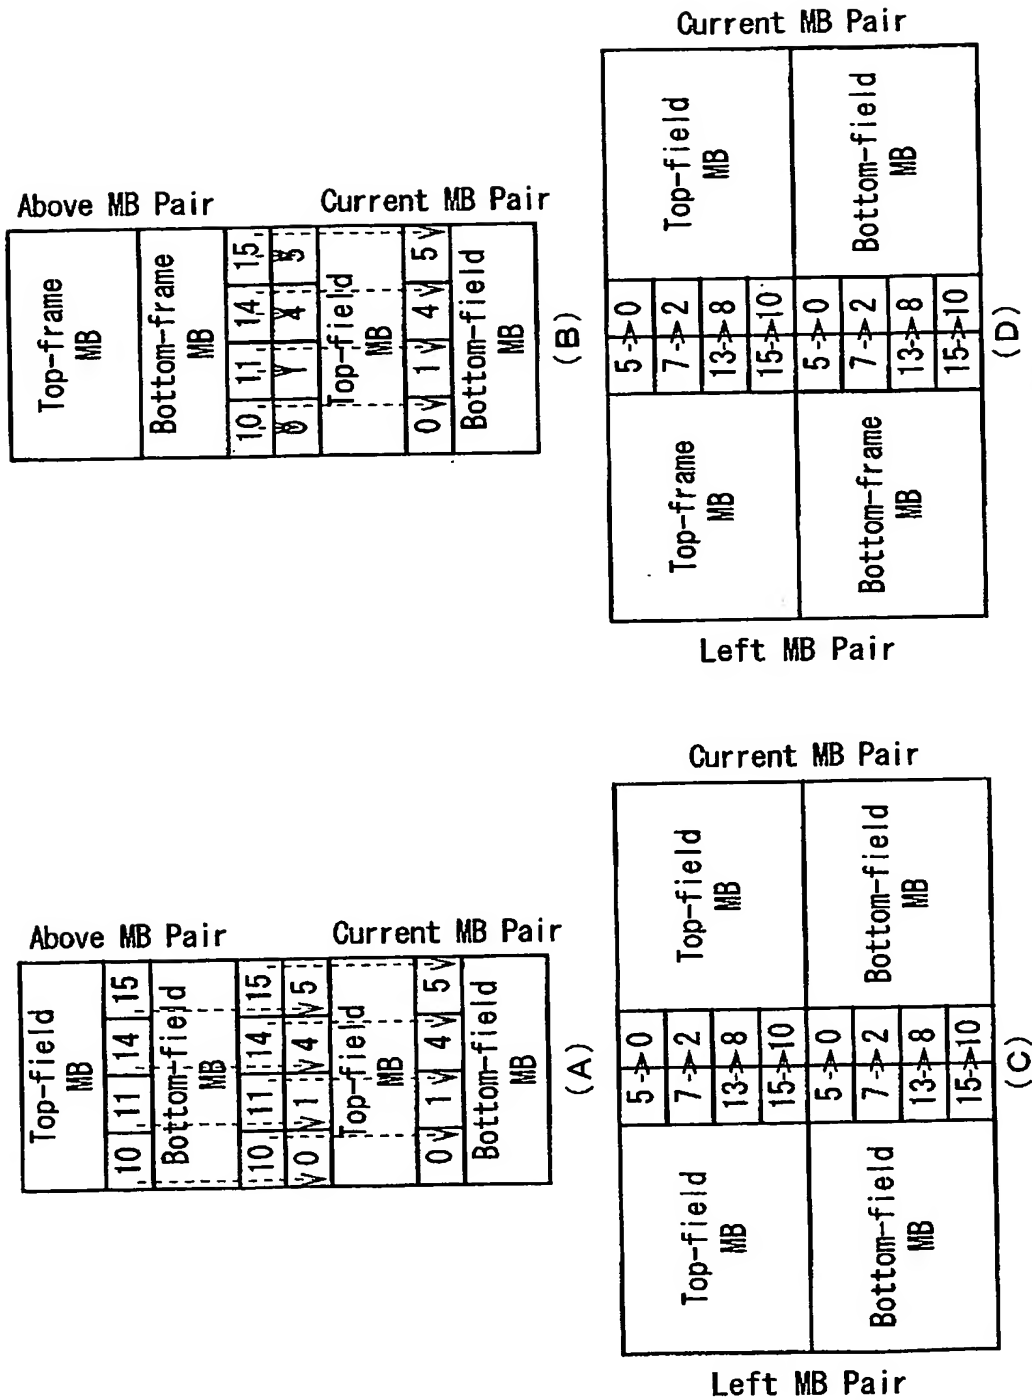 Above MB Pair
Top-field
MB
10 11 14 15
Bottom-field
MB
10 11 14 15
Current MB Pair
0 1 4 5
Top-field
MB
0 1 4 5
Bottom-field
MB
(A)
Above MB Pair
Top-frame
MB
Bottom-frame
MB
10 11 14 15
Current MB Pair
0 1 4 5
Top-field
MB
0 1 4 5
Bottom-field
MB
(B)
Left MB Pair
Current MB Pair
Top-field
MB
5 0
7 2
13 8
15 10
Top-field
MB
Bottom-field
MB
5 0
7 2
13 8
15 10
Bottom-field
MB
(C)
Left MB Pair
Current MB Pair
Top-frame
MB
5 0
7 2
13 8
15 10
Top-field
MB
Bottom-frame
MB
5 0
7 2
13 8
15 10
Bottom-field
MB
(D)